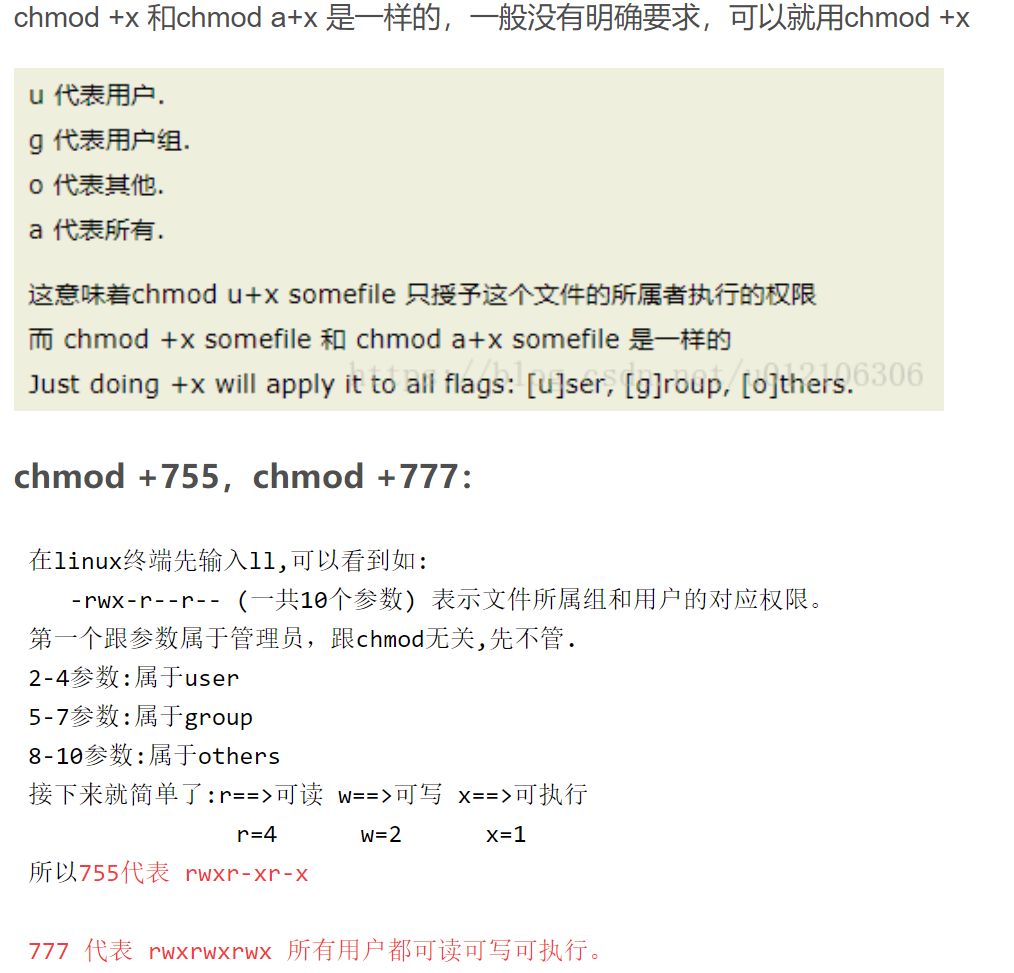 chmod +x 和chmod a+x 是一样的，一般没有明确要求，可以就用chmod +x
u 代表用户.
g 代表用户组.
o 代表其他.
a 代表所有.
这意味着chmod u+x somefile 只授予这个文件的所属者执行的权限
而 chmod +x somefile 和 chmod a+x somefile 是一样的
https://blog.csdn.net/u012106306
Just doing +x will apply it to all flags: [u]ser, [g]roup, [o]thers.
chmod +755，chmod +777：
在linux终端先输入ll,可以看到如:
-rwx-r--r-- (一共10个参数) 表示文件所属组和用户的对应权限。
第一个跟参数属于管理员，跟chmod无关,先不管.
2-4参数:属于user
5-7参数:属于group
8-10参数:属于others
接下来就简单了:r==>可读 w==>可写 x==>可执行
r=4 w=2 x=1
所以755代表 rwxr-xr-x
777 代表 rwxrwxrwx 所有用户都可读可写可执行。